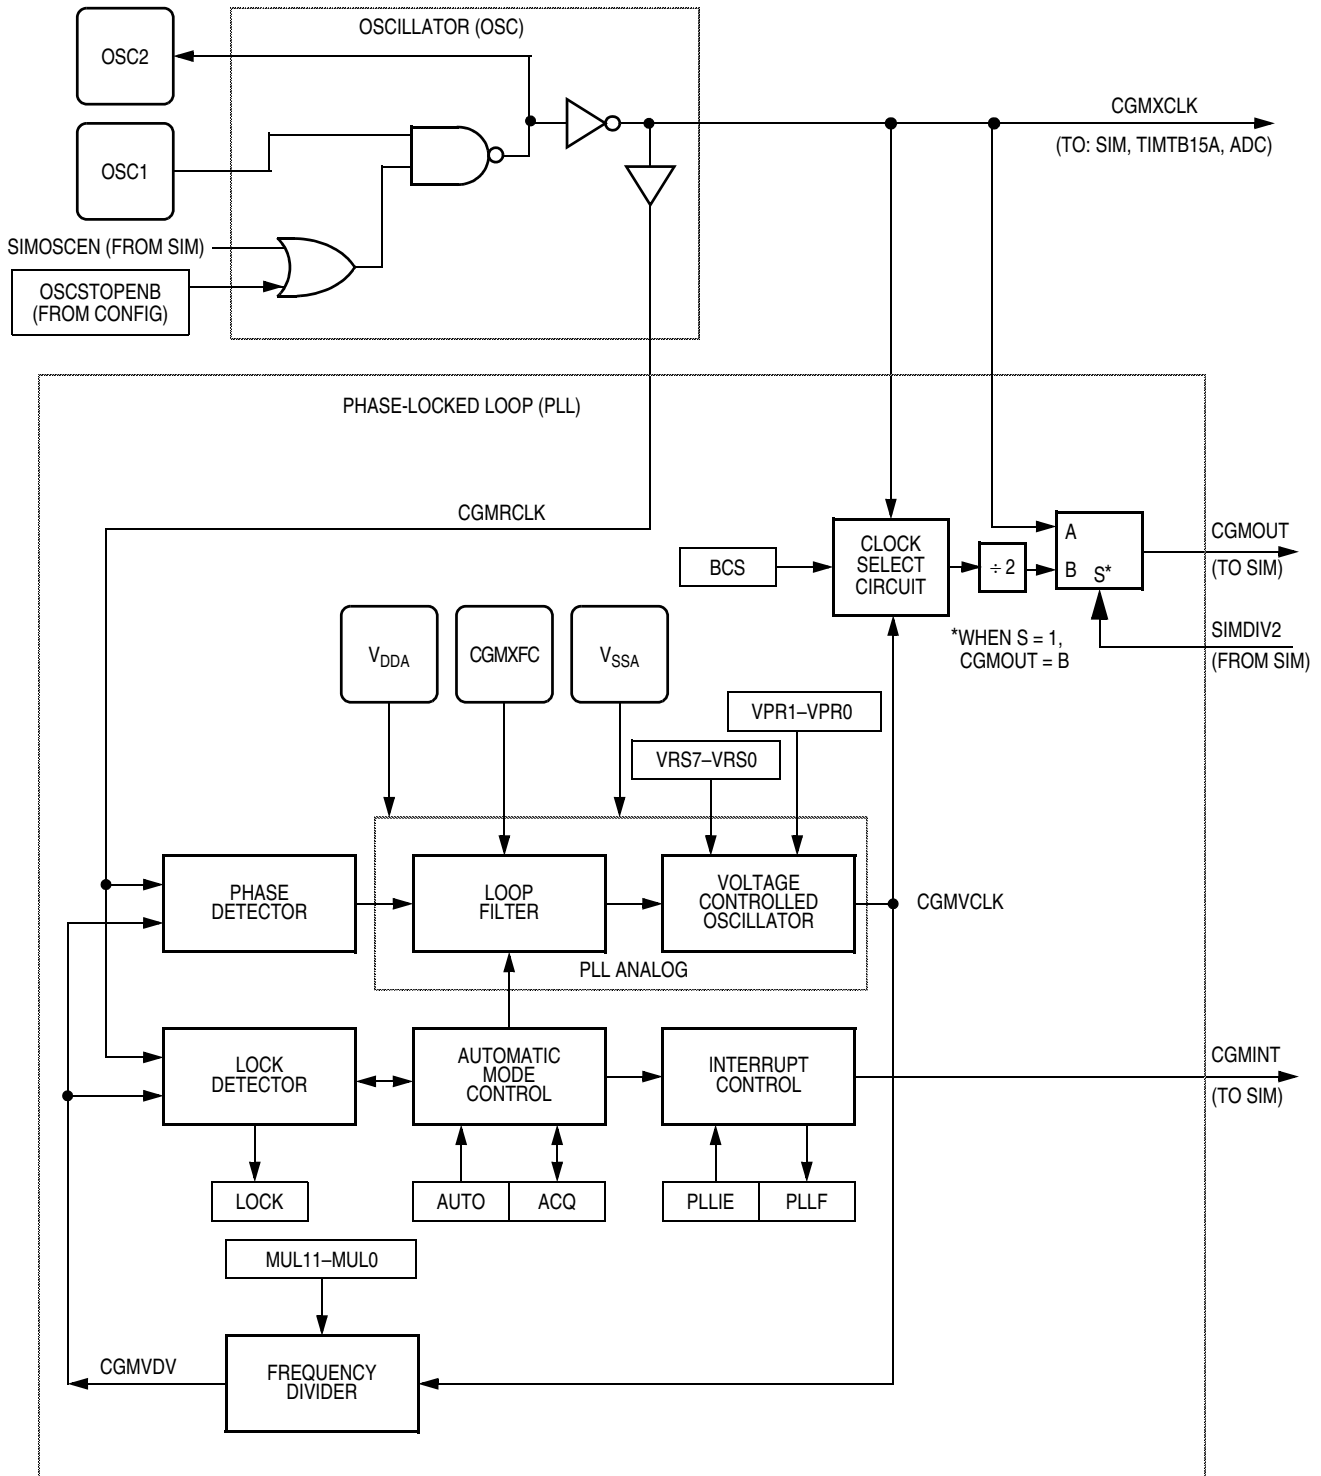 OSCILLATOR (OSC)
OSC2
OSC1
CGMXCLK
(TO: SIM, TIMTB15A, ADC)
SIMOSCEN (FROM SIM)
OSCSTOPENB
(FROM CONFIG)
PHASE-LOCKED LOOP (PLL)
CGMRCLK
BCS
CLOCK
SELECT
CIRCUIT
÷ 2
A
B
S*
CGMOUT
(TO SIM)
*WHEN S = 1,
CGMOUT = B
SIMDIV2
(FROM SIM)
VDDA
CGMXFC
VSSA
VPR1–VPR0
VRS7–VRS0
PHASE
DETECTOR
LOOP
FILTER
VOLTAGE
CONTROLLED
OSCILLATOR
CGMVCLK
PLL ANALOG
LOCK
DETECTOR
AUTOMATIC
MODE
CONTROL
INTERRUPT
CONTROL
CGMINT
(TO SIM)
LOCK
AUTO
ACQ
PLLIE
PLLF
MUL11–MUL0
CGMVDV
FREQUENCY
DIVIDER